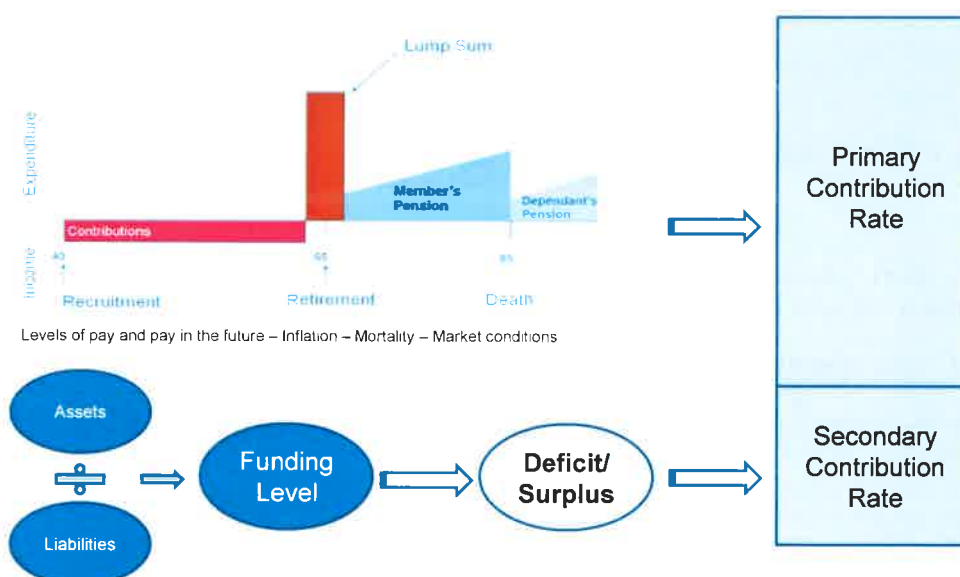 Lump Sum
Expenditure
Member's
Pension
Dependant's
Pension
Contributions
Income
40
65
85
Recruitment
Retirement
Death
Levels of pay and pay in the future – Inflation – Mortality – Market conditions
Primary
Contribution
Rate
Assets
÷
Liabilities
Funding
Level
Deficit/
Surplus
Secondary
Contribution
Rate